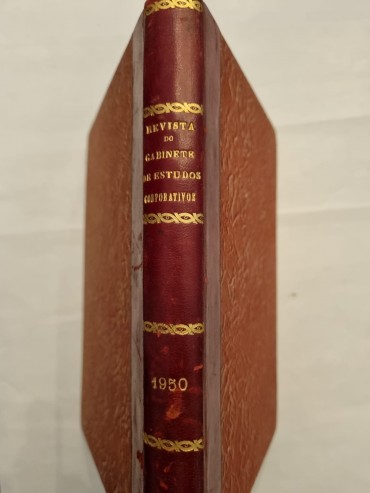 REVISTA
DO
GABINETE
DE ESTUDOS
CORPORATIVOS
1950